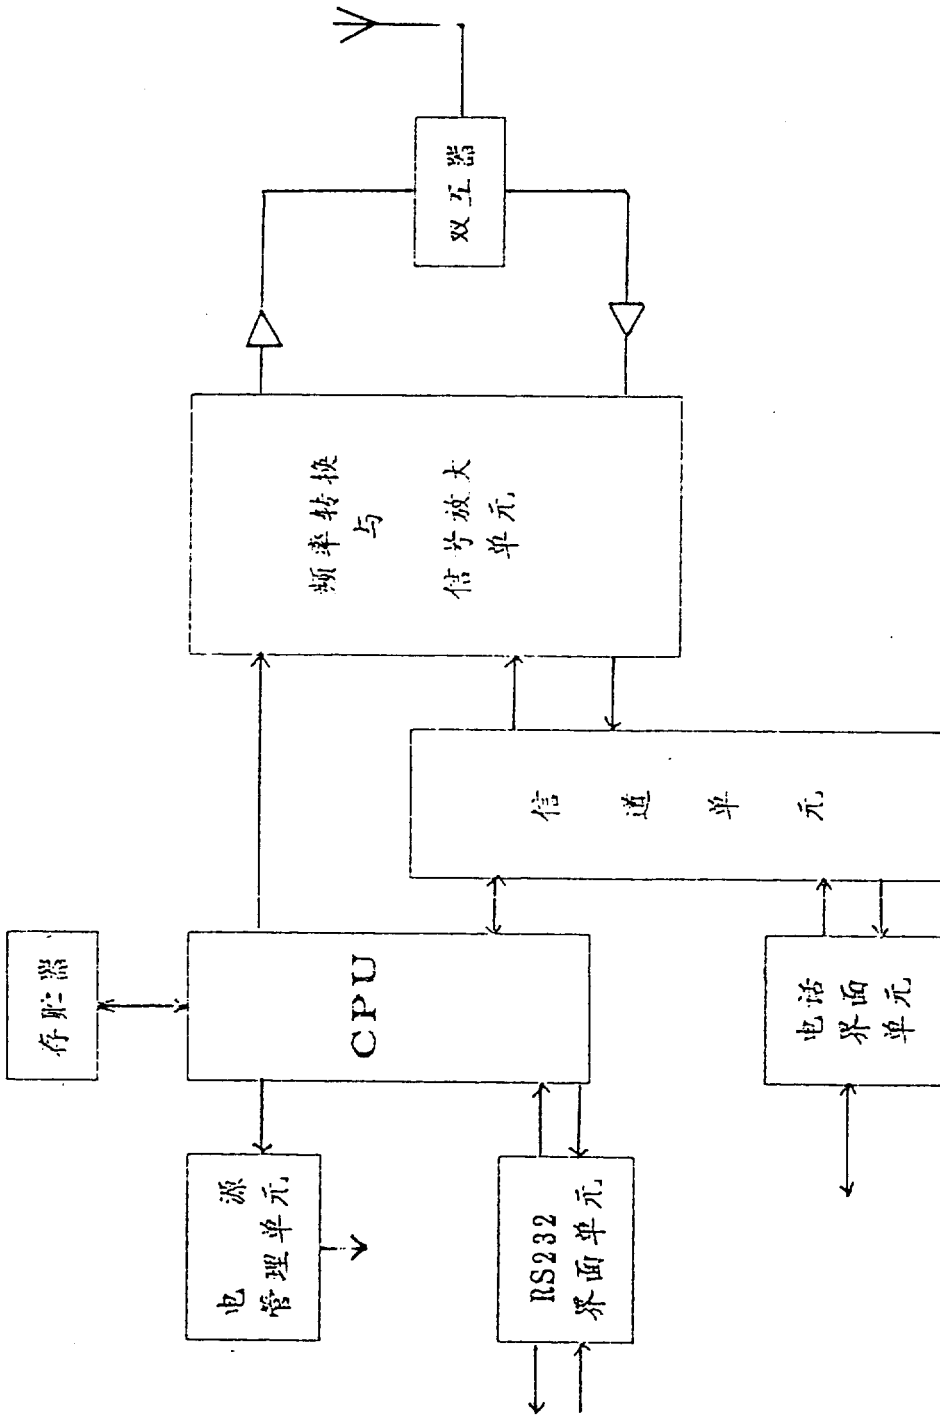 双互器
频率转换
与
信号放大
单元
信道单元
存贮器
CPU
电源
管理单元
RS232
界面单元
电话
界面
单元